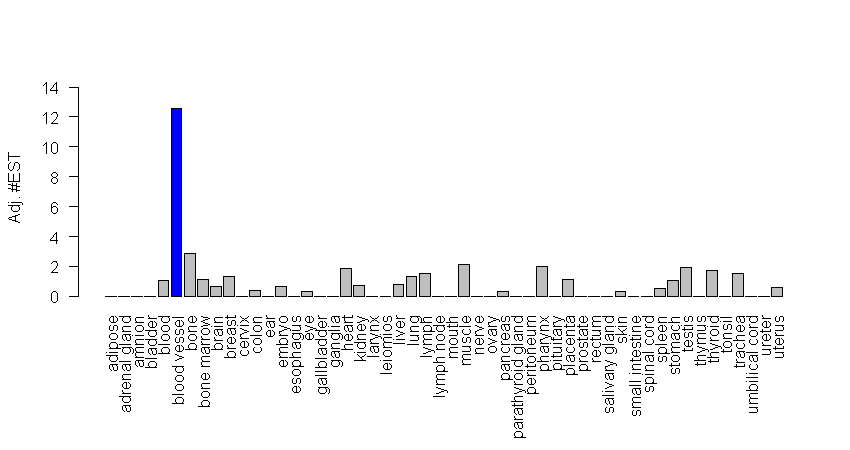 14
12
10
8
6
4
2
0
Adj. #EST
adipose
adrenal gland
amnion
bladder
blood
blood vessel
bone
bone marrow
brain
breast
cervix
colon
ear
embryo
esophagus
eye
gallbladder
ganglia
heart
kidney
larynx
leiomios
liver
lung
lymph
lymph node
mouth
muscle
nerve
ovary
pancreas
parathyroid gland
peritoneum
pharynx
pituitary
placenta
prostate
rectum
salivary gland
skin
small intestine
spinal cord
spleen
stomach
testis
thymus
thyroid
tonsil
trachea
umbilical cord
ureter
uterus